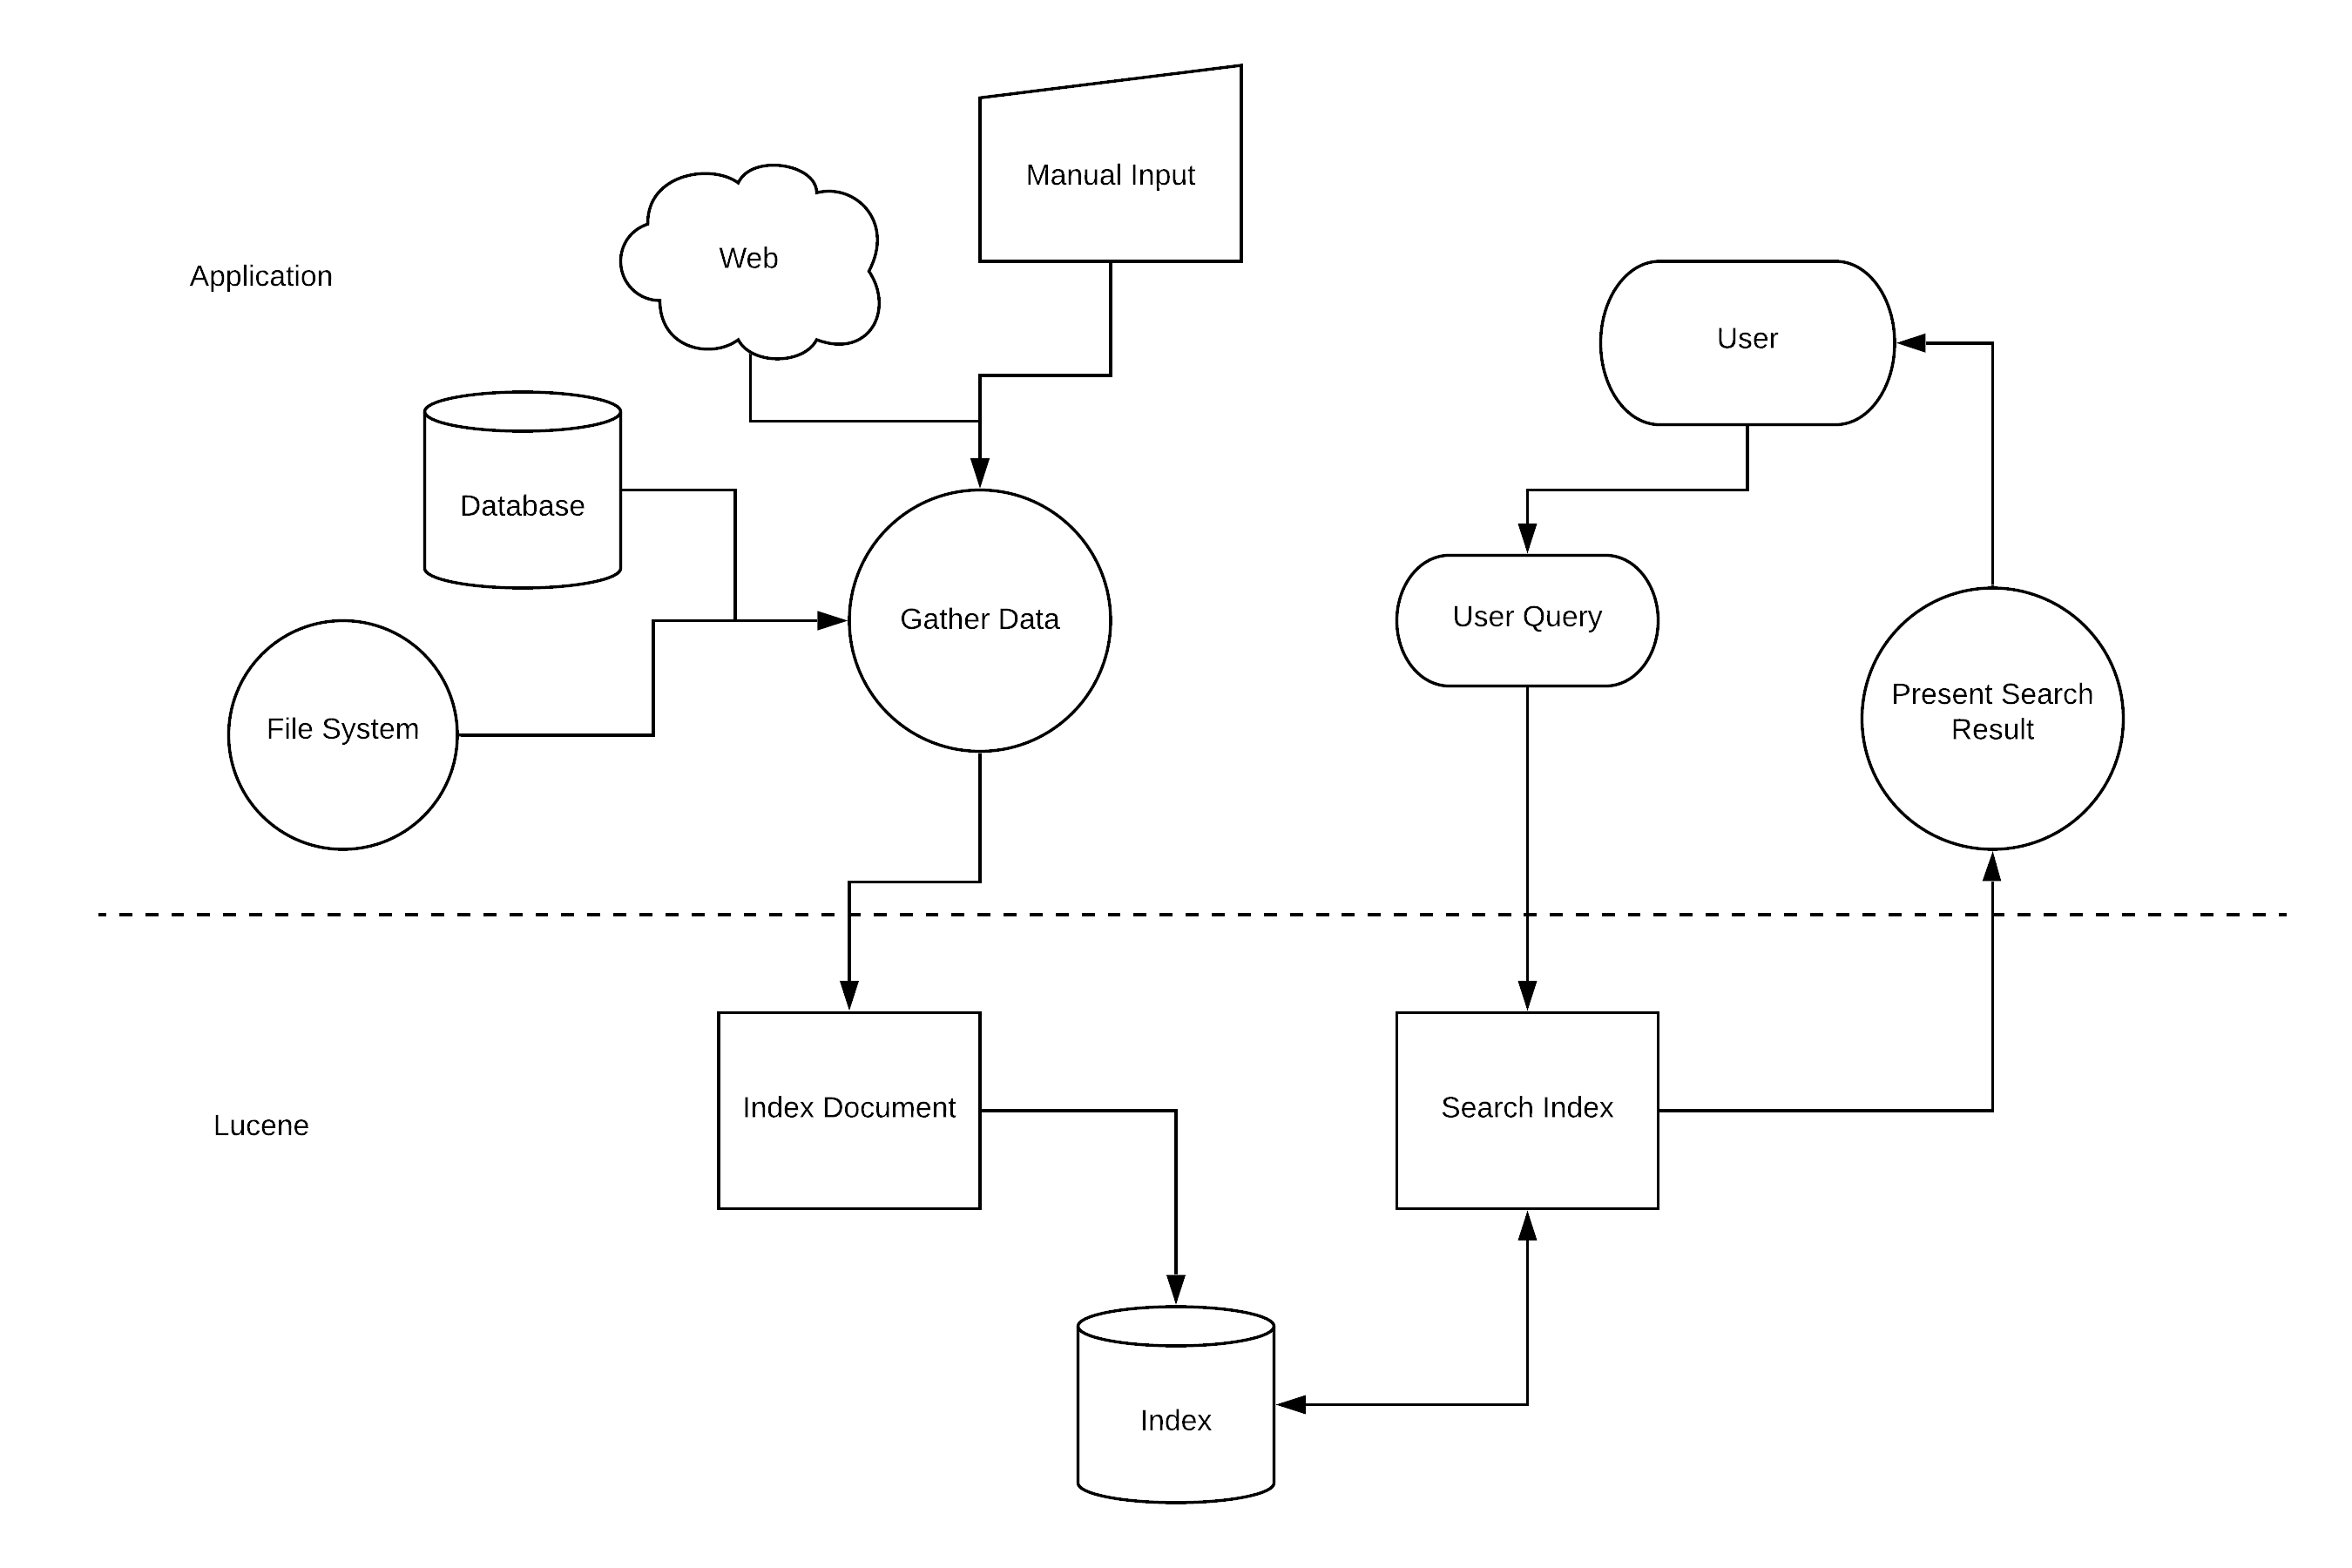 Manual Input
Web
Application
User
Database
Gather Data
User Query
File System
Present Search
Result
Index Document
Search Index
Lucene
Index